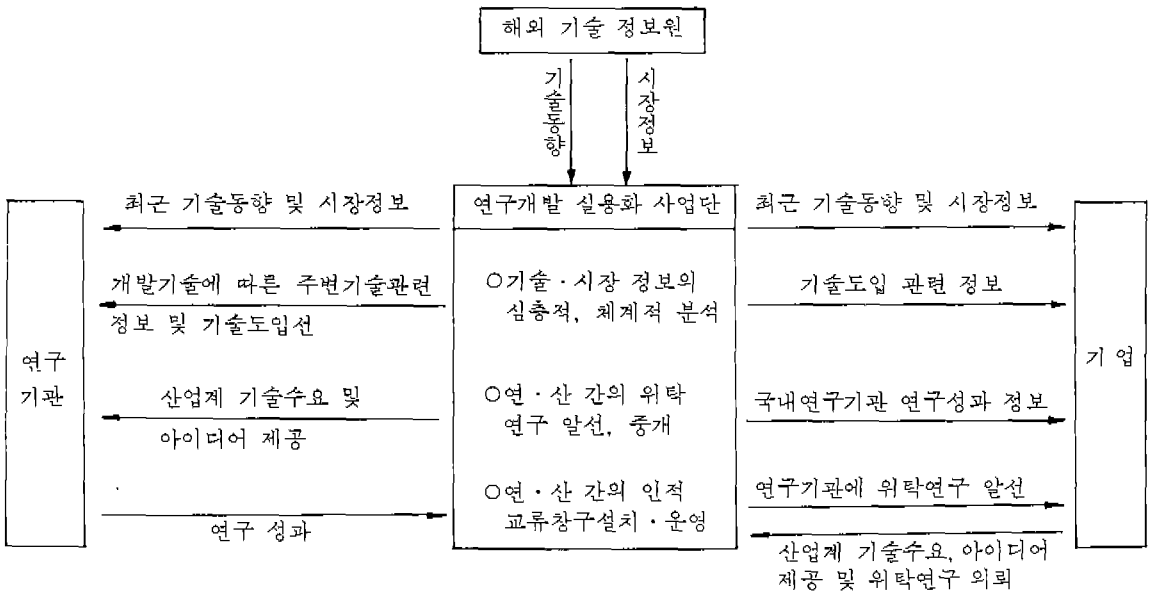 해외 기술 정보원
기술동향
시장정보
최근 기술동향 및 시장정보
개발기술에 따른 주변기술관련
정보 및 기술도입선
산업계 기술수요 및
아이디어 제공
연구 성과
연구
기관
연구개발 실용화 사업단
○기술·시장 정보의
심층적, 체계적 분석
○연·산 간의 위탁
연구 알선, 중개
○연·산 간의 인적
교류창구설치·운영
최근 기술동향 및 시장정보
기술도입 관련 정보
국내연구기관 연구성과 정보
연구기관에 위탁연구 알선
산업계 기술수요, 아이디어
제공 및 위탁연구 의뢰
기 업